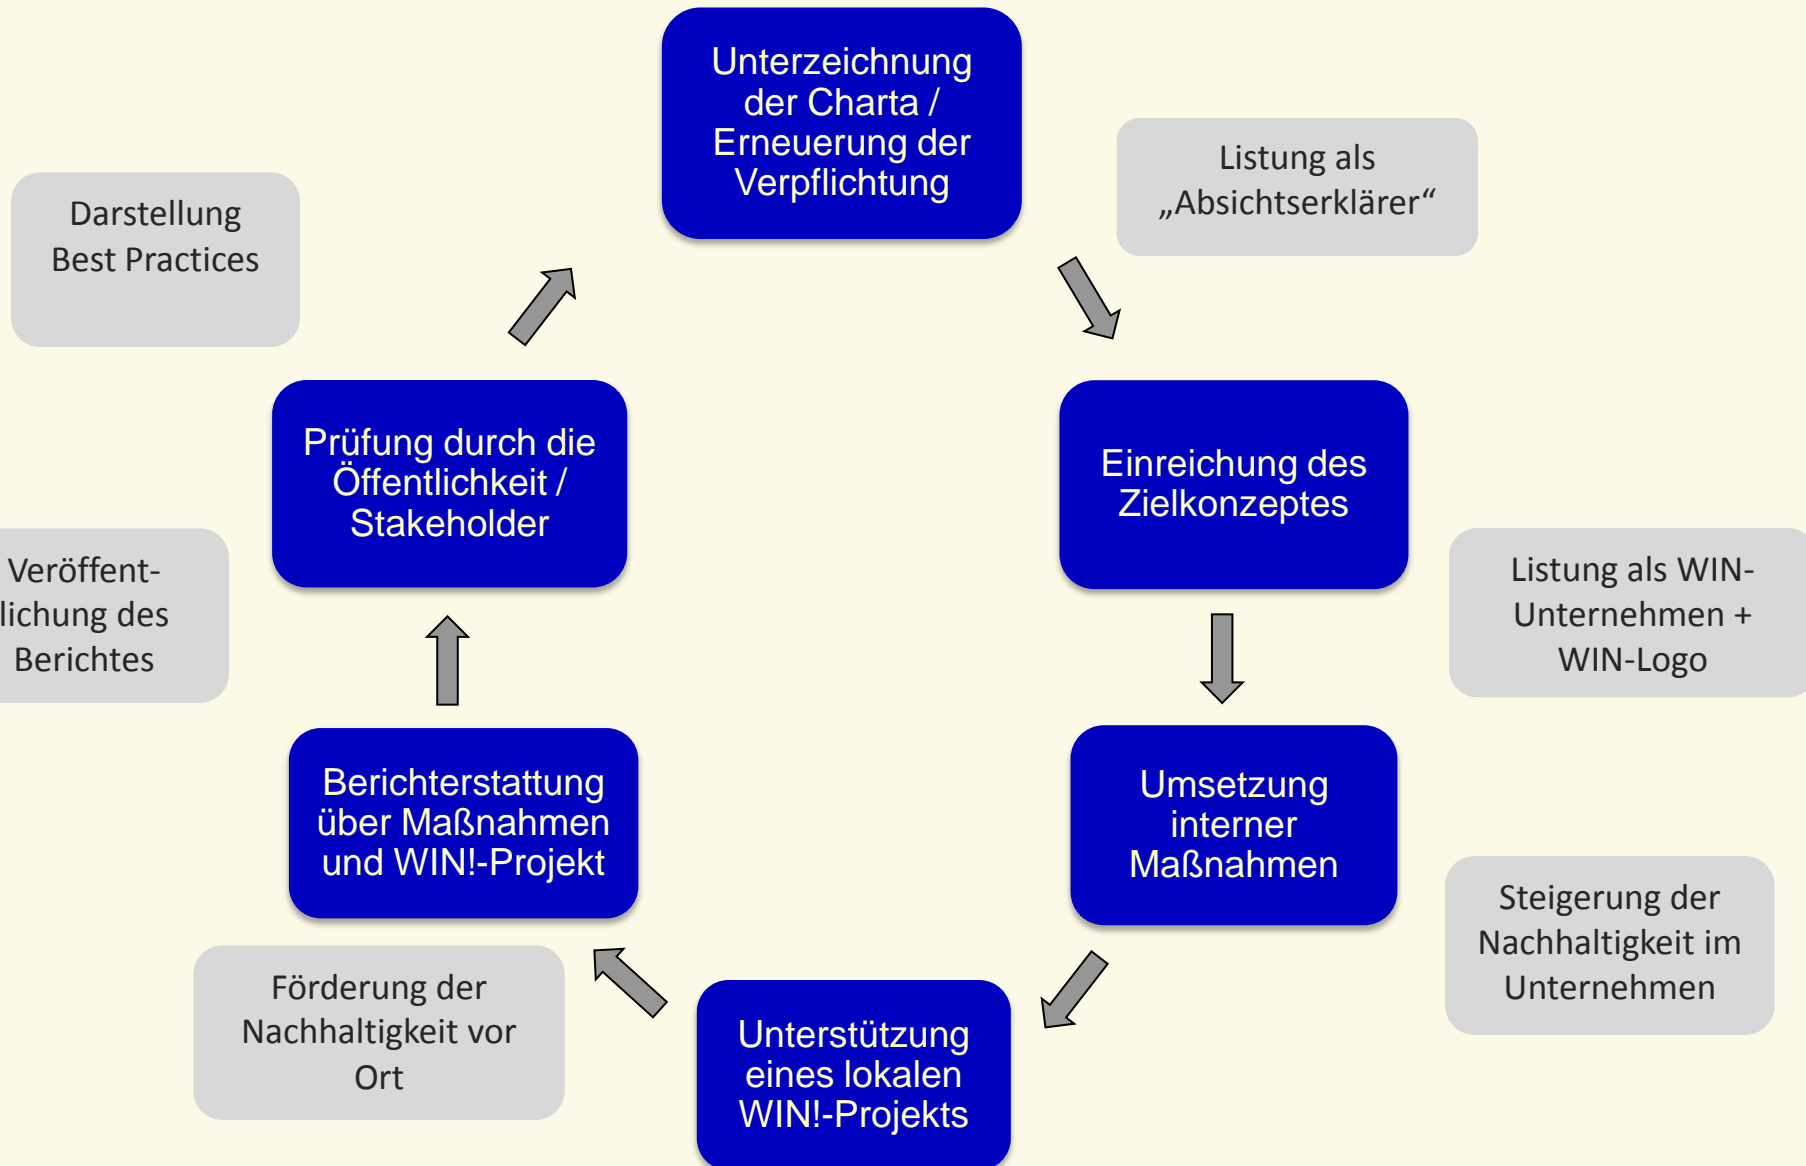 Unterzeichnung
der Charta /
Erneuerung der
Verpflichtung
Listung als
„Absichtserklärer“
Einreichung des
Zielkonzeptes
Listung als WIN-
Unternehmen +
WIN-Logo
Umsetzung
interner
Maßnahmen
Steigerung der
Nachhaltigkeit im
Unternehmen
Unterstützung
eines lokalen
WIN!-Projekts
Förderung der
Nachhaltigkeit vor
Ort
Berichterstattung
über Maßnahmen
und WIN!-Projekt
Veröffent-
lichung des
Berichtes
Prüfung durch die
Öffentlichkeit /
Stakeholder
Darstellung
Best Practices